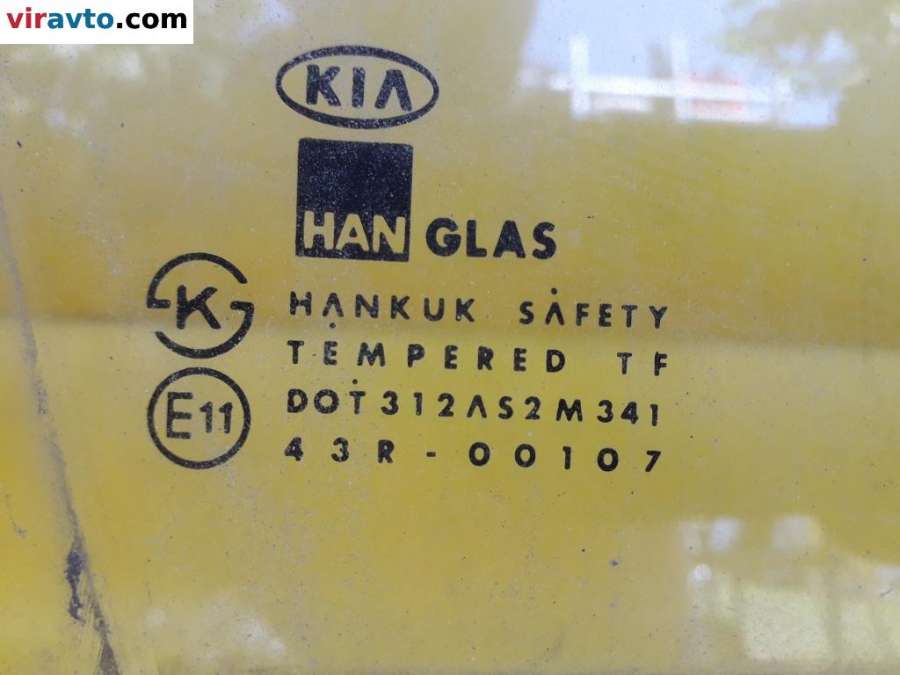 viravto.com
KIA
HAN GLAS
K
HANKUK SAFETY
TEMPERED TF
E11
DOT312AS2M341
43R-00107